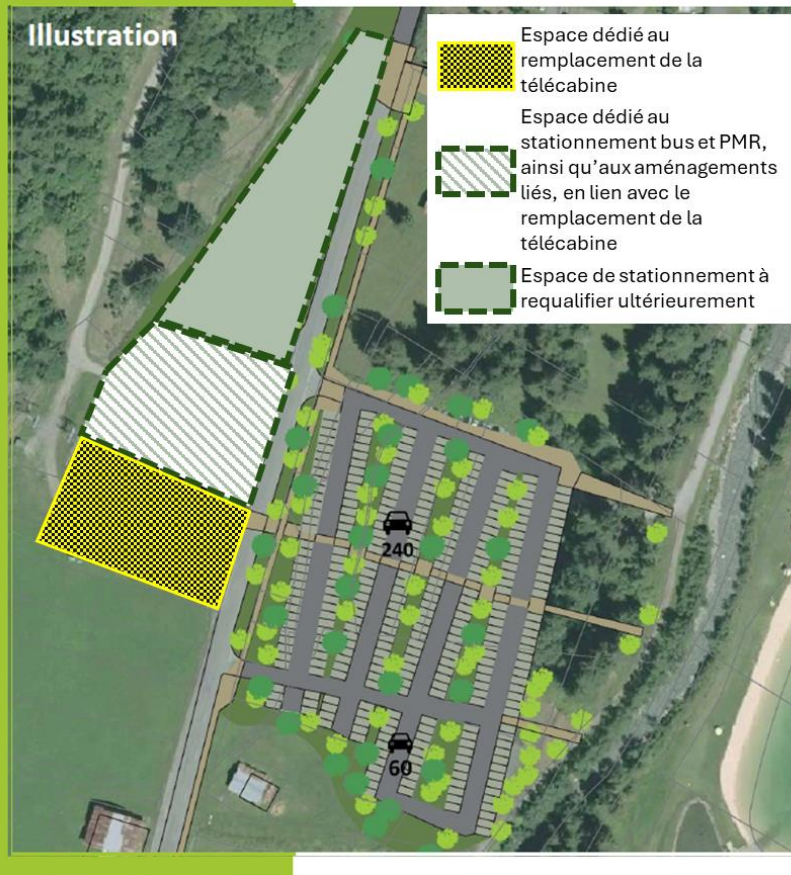 Illustration
Espace dédié au
remplacement de la
télécabine
Espace dédié au
stationnement bus et PMR,
ainsi qu'aux aménagements
liés, en lien avec le
remplacement de la
télécabine
Espace de stationnement à
requalifier ultérieurement
240
60